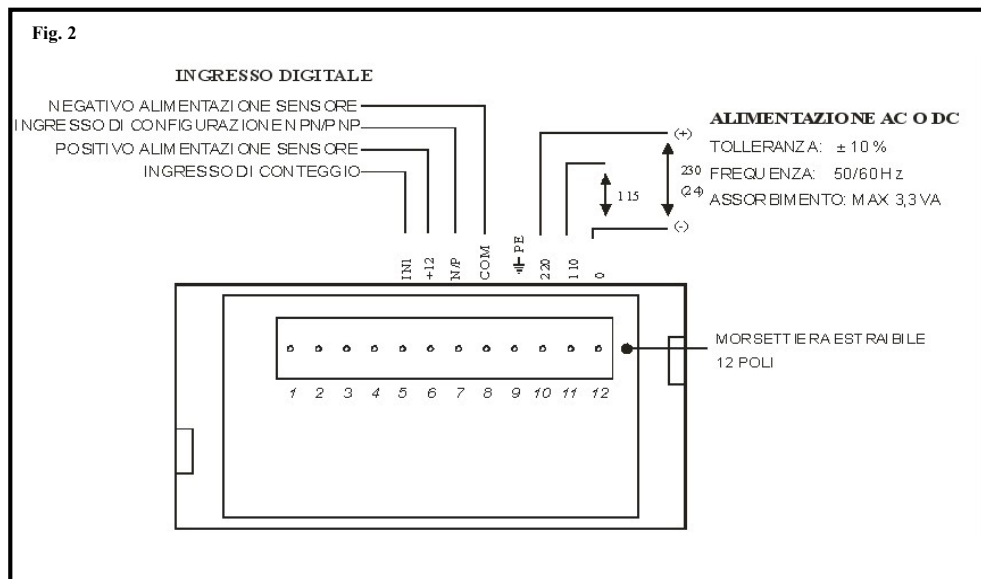 Fig. 2
INGRESSO DIGITALE
NEGATIVO ALIMENTAZIONE SENSORE
INGRESSO DI CONFIGURAZIONE NPN/PNP
POSITIVO ALIMENTAZIONE SENSORE
INGRESSO DI CONTEGGIO
ALIMENTAZIONE AC O DC
TOLLERANZA: ± 10 %
FREQUENZA: 50/60Hz
ASSORBIMENTO: MAX 3,3 VA
(+)
230
(24)
115
(-)
IN1
+12
N/P
COM
PE
220
110
0
MORSETTIERA ESTRAIBILE
12 POLI
1 2 3 4 5 6 7 8 9 10 11 12